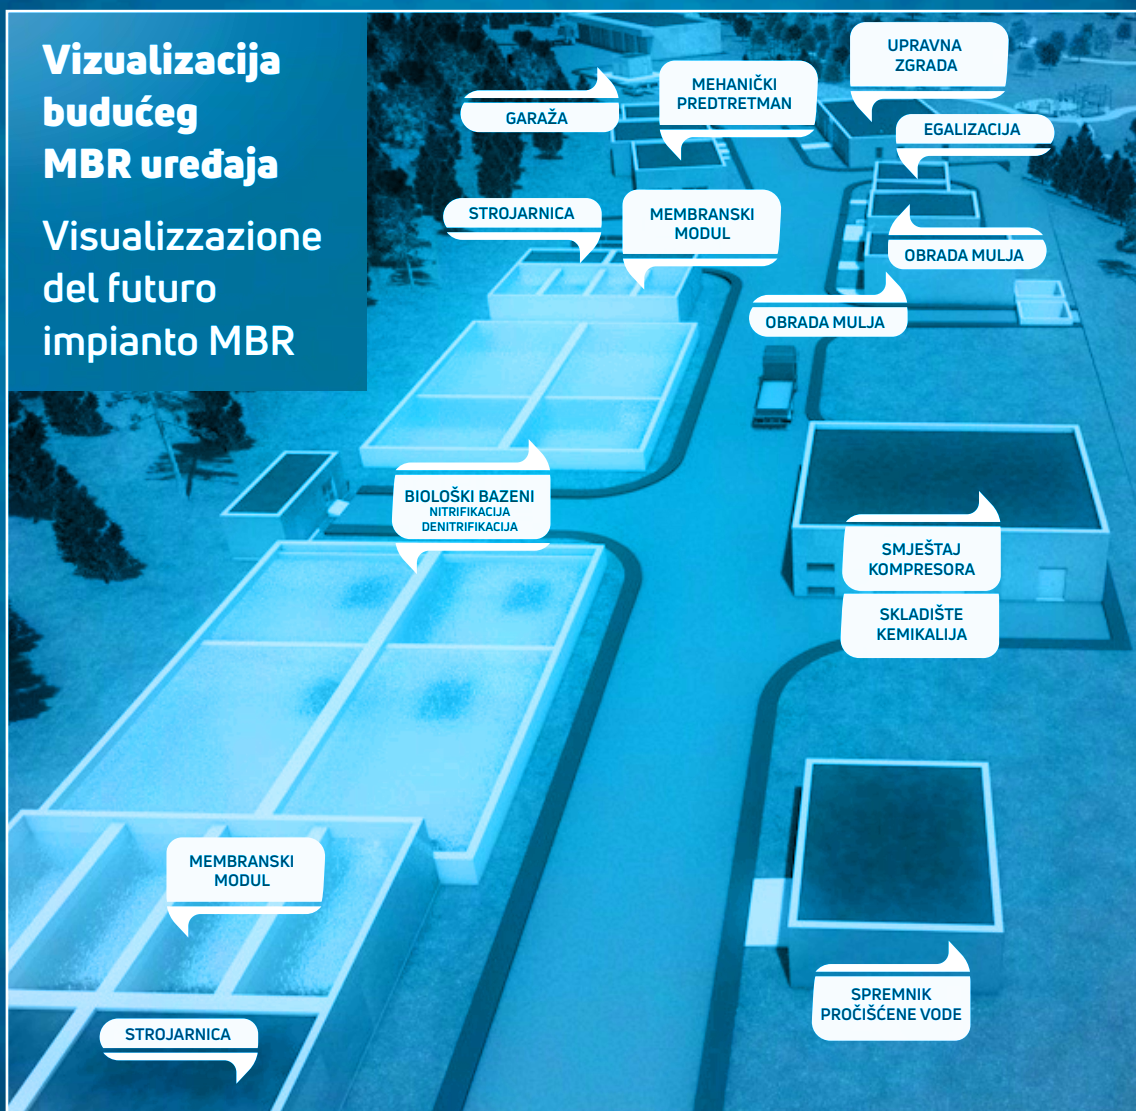 Vizualizacija
budućeg
MBR uređaja
Visualizzazione
del futuro
impianto MBR
UPRAVNA
ZGRADA
MEHANIČKI
PREDTRETMAN
GARAŽA
EGALIZACIJA
STROJARNICA
MEMBRANSKI
MODUL
OBRADA MULJA
OBRADA MULJA
BIOLOŠKI BAZENI
NITRIFIKACIJA
DENITRIFIKACIJA
SMJEŠTAJ
KOMPRESORA
SKLADIŠTE
KEMIKALIJA
MEMBRANSKI
MODUL
SPREMNIK
PROČIŠĆENE VODE
STROJARNICA